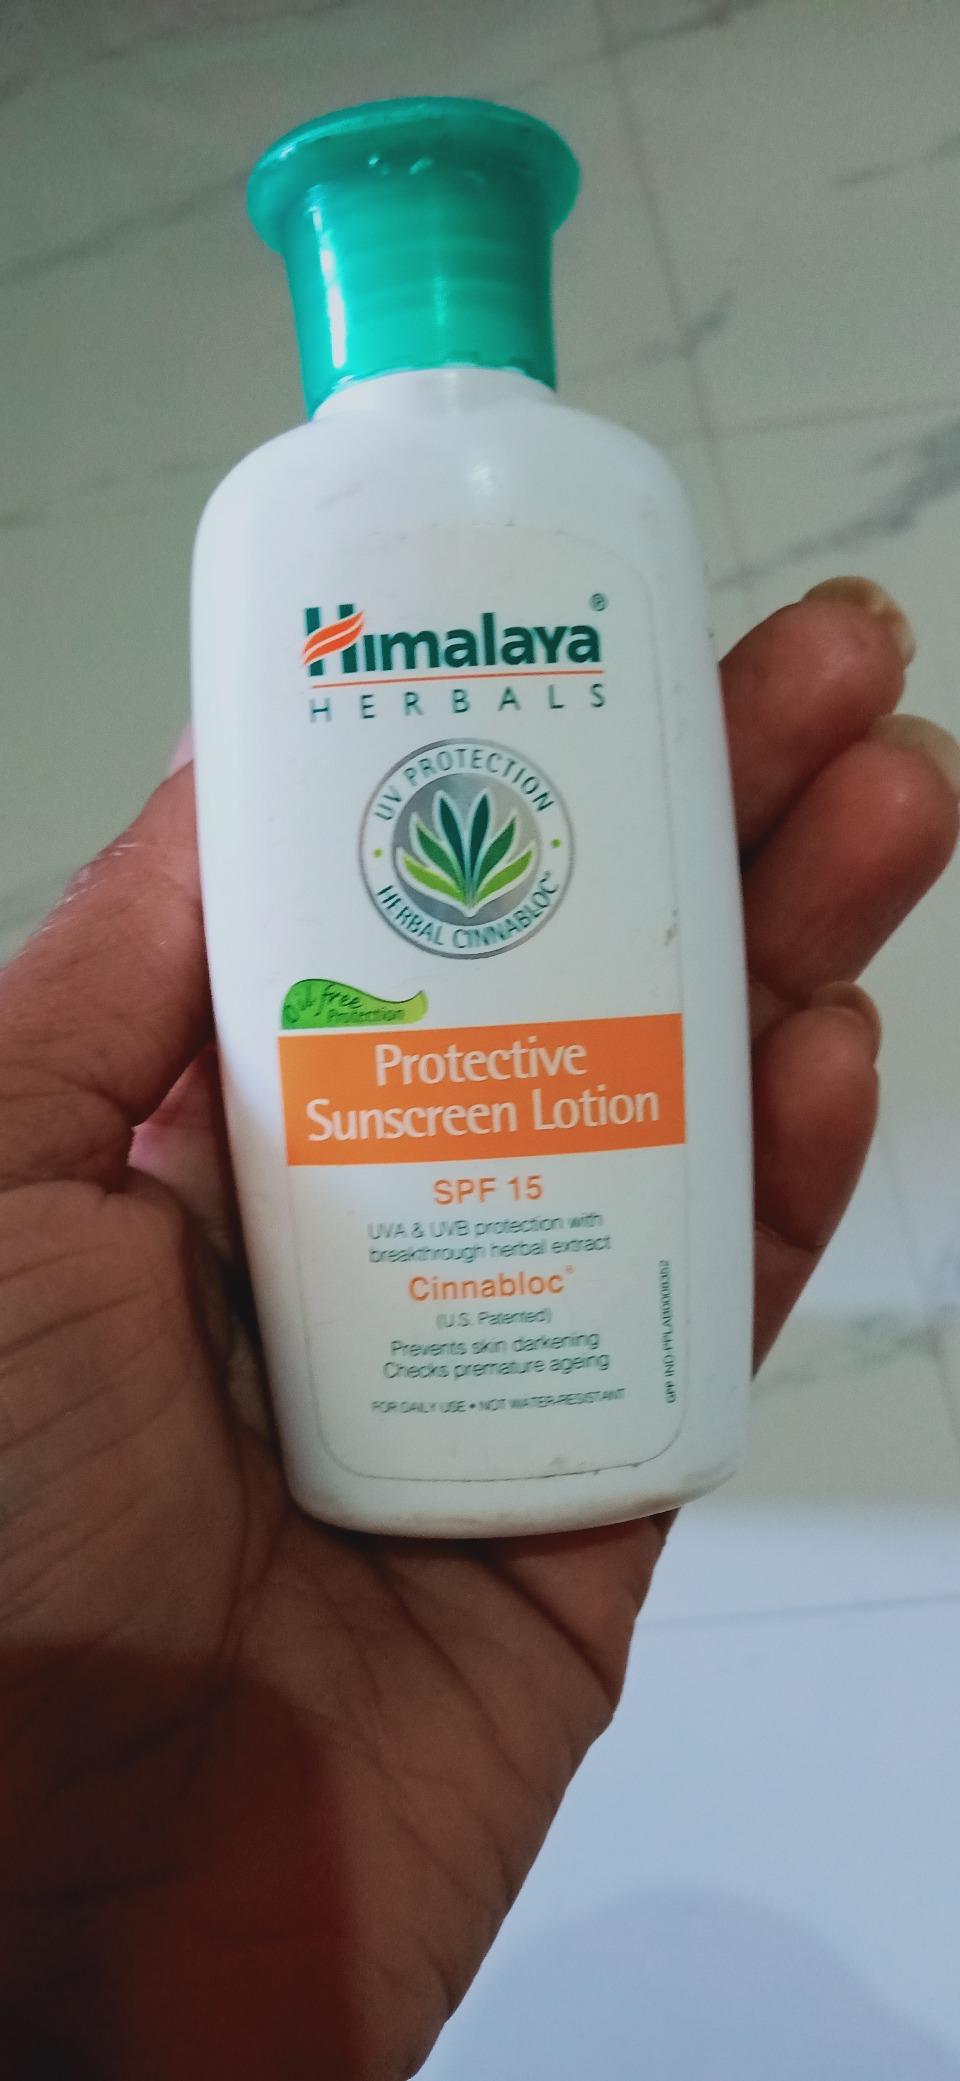 Himalaya®
HERBALS
UV PROTECTION
HERBAL CINNABLOC
Oil free
Protection
Protective
Sunscreen Lotion
SPF 15
UVA & UVB protection with
breakthrough herbal extract
Cinnabloc®
(U.S. Patented)
Prevents skin darkening
Checks premature ageing
FOR DAILY USE • NOT WATER-RESISTANT